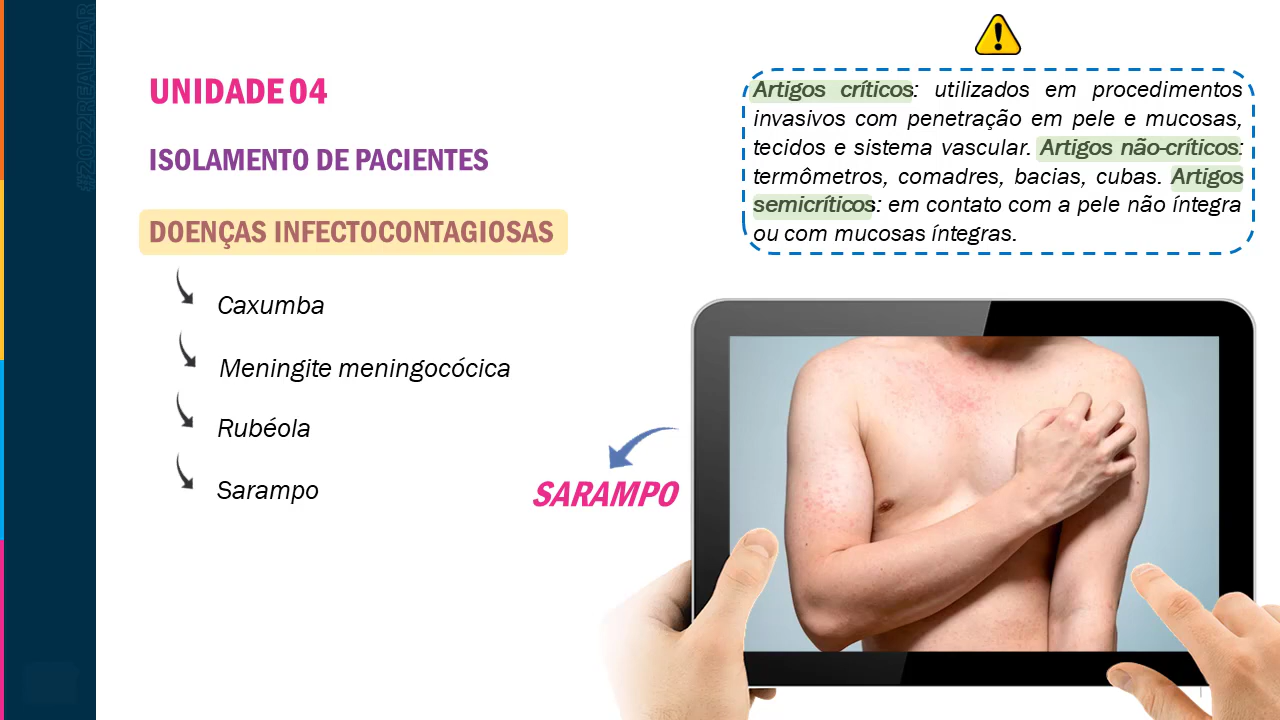 #2022REALIZAR
UNIDADE 04
ISOLAMENTO DE PACIENTES
DOENÇAS INFECTOCONTAGIOSAS
Caxumba
Meningite meningocócica
Rubéola
Sarampo
Artigos críticos: utilizados em procedimentos
invasivos com penetração em pele e mucosas,
tecidos e sistema vascular. Artigos não-críticos:
termômetros, comadres, bacias, cubas. Artigos
semicríticos: em contato com a pele não íntegra
ou com mucosas íntegras.
SARAMPO